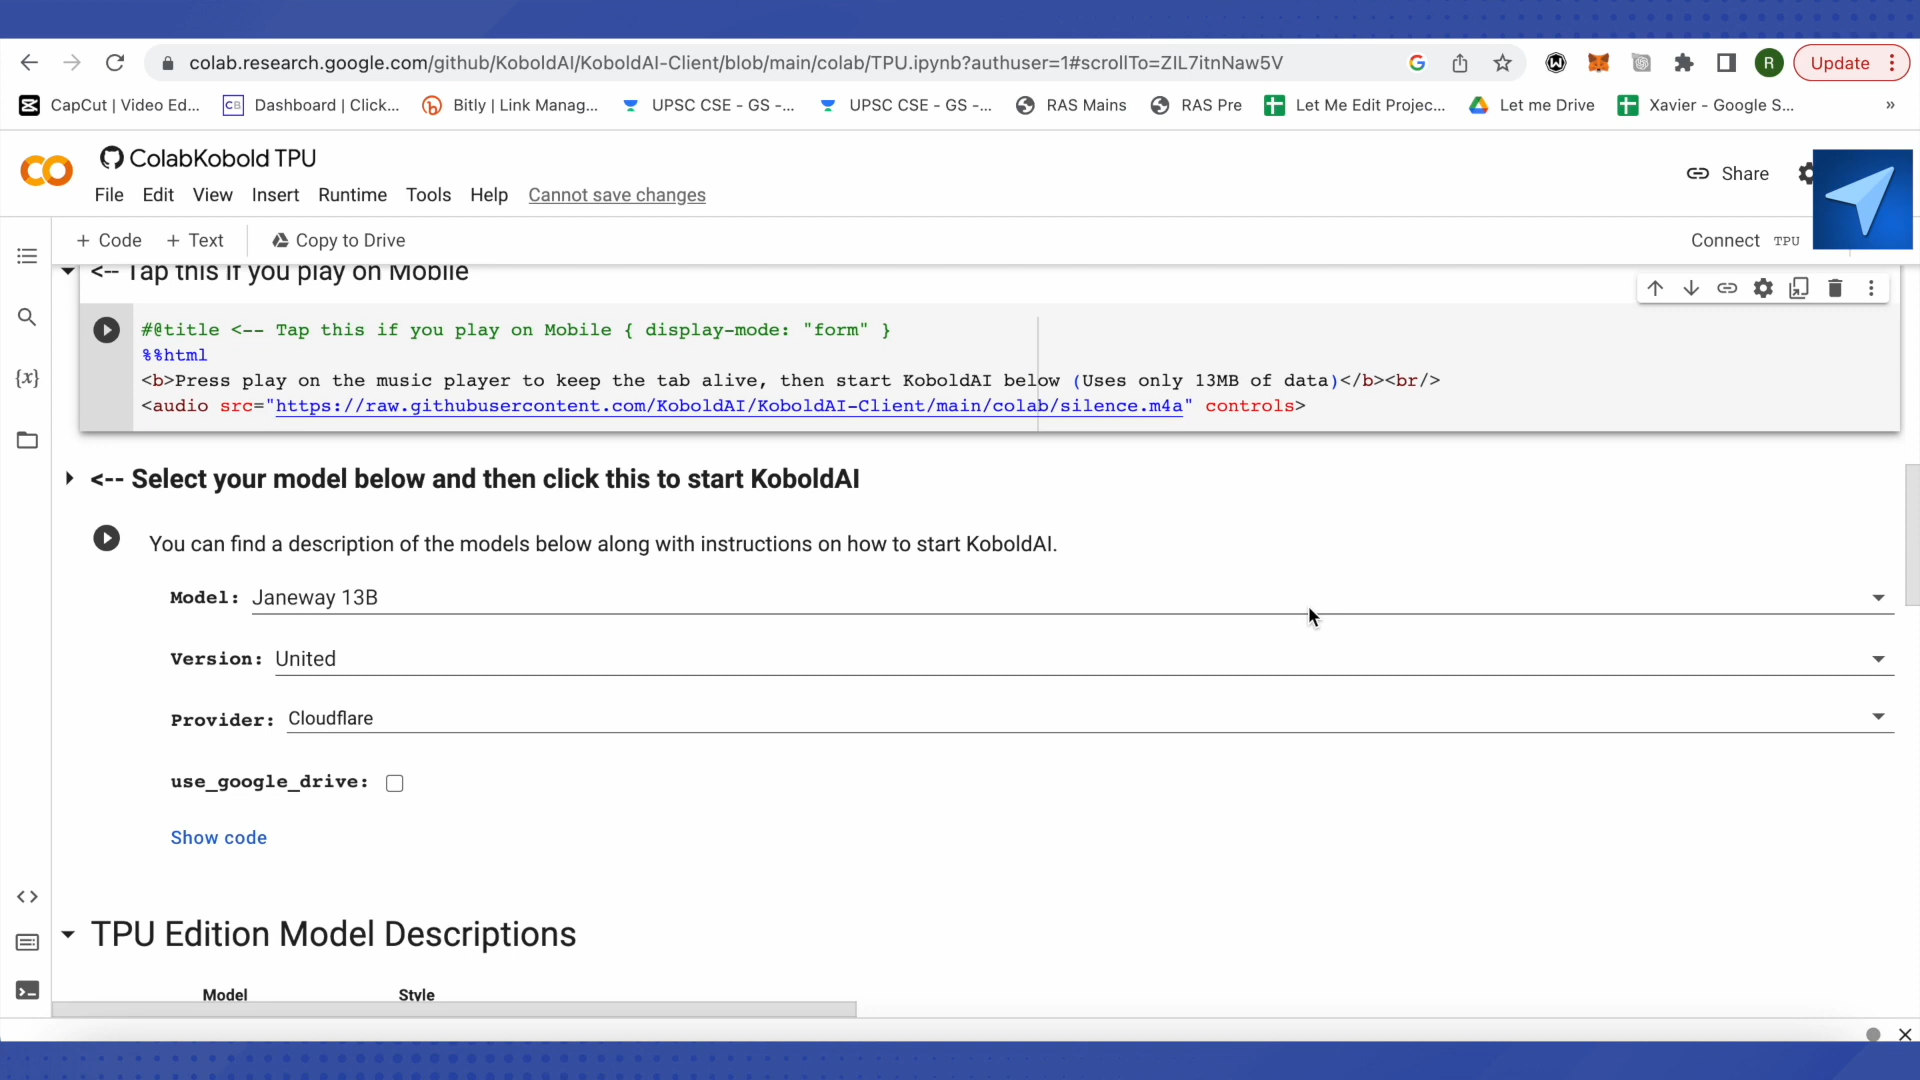 colab.research.google.com/github/KoboldAI/KoboldAI-Client/blob/main/colab/TPU.ipynb?authuser=1#scrollTo=ZIL7itnNaw5V
R
Update
CapCut | Video Ed...
CB
Dashboard | Click...
Bitly | Link Manag...
UPSC CSE - GS -...
UPSC CSE - GS -...
RAS Mains
RAS Pre
Let Me Edit Projec...
Let me Drive
Xavier - Google S...
»
ColabKobold TPU
Share
File Edit View Insert Runtime Tools Help Cannot save changes
+ Code + Text Copy to Drive
Connect TPU
<-- Tap this if you play on Mobile
#@title <-- Tap this if you play on Mobile { display-mode: "form" }
%%html
<b>Press play on the music player to keep the tab alive, then start KoboldAI below (Uses only 13MB of data)</b><br/>
<audio src="https://raw.githubusercontent.com/KoboldAI/KoboldAI-Client/main/colab/silence.m4a" controls>
{x}
<-- Select your model below and then click this to start KoboldAI
You can find a description of the models below along with instructions on how to start KoboldAI.
Model: Janeway 13B
Version: United
Provider: Cloudflare
use_google_drive:
Show code
TPU Edition Model Descriptions
Model Style